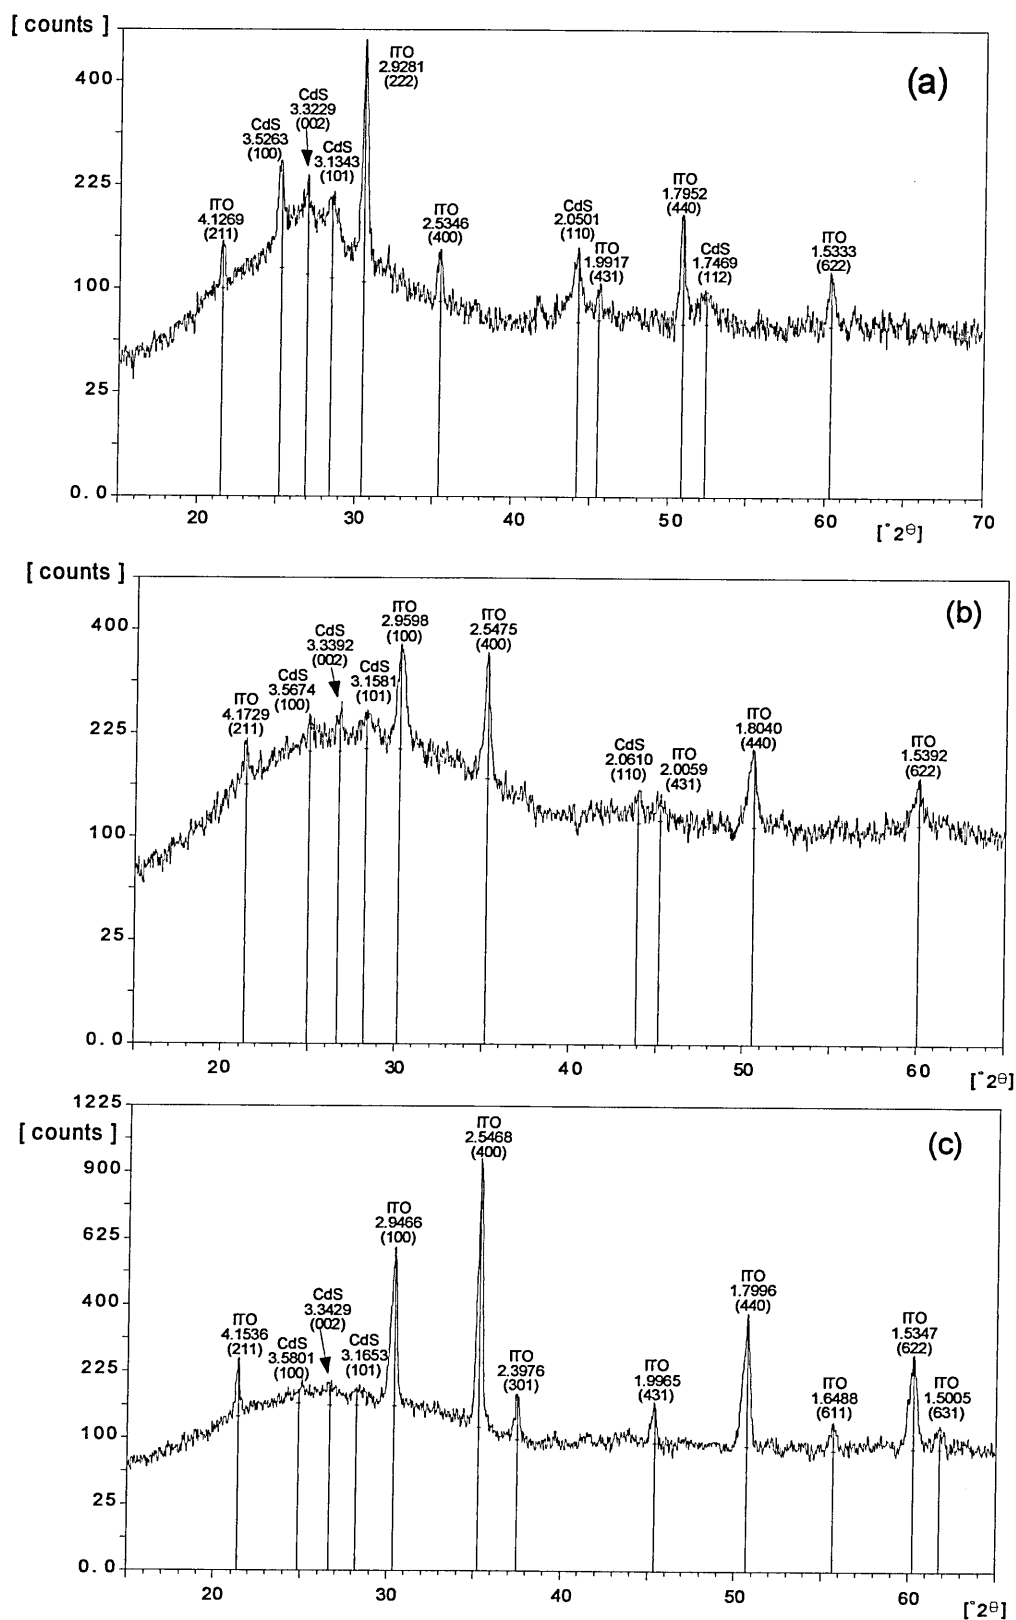 [ counts ]
(a)
ITO
2.9281
(222)
400
CdS
3.3229
(002)
CdS
3.5263
(100)
CdS
3.1343
(101)
225
ITO
4.1269
(211)
ITO
2.5346
(400)
CdS
2.0501
(110)
ITO
1.9917
(431)
ITO
1.7952
(440)
CdS
1.7469
(112)
ITO
1.5333
(622)
100
25
0. 0
20
30
40
50
60
70
[°2θ]
[ counts ]
(b)
400
ITO
4.1729
(211)
CdS
3.5674
(100)
CdS
3.3392
(002)
CdS
3.1581
(101)
ITO
2.9598
(100)
ITO
2.5475
(400)
225
CdS
2.0610
(110)
ITO
2.0059
(431)
ITO
1.8040
(440)
ITO
1.5392
(622)
100
25
0. 0
20
30
40
50
60
[°2θ]
1225
[ counts ]
(c)
900
625
400
225
100
25
0. 0
ITO
4.1536
(211)
CdS
3.5801
(100)
CdS
3.3429
(002)
CdS
3.1653
(101)
ITO
2.9466
(100)
ITO
2.5468
(400)
ITO
2.3976
(301)
ITO
1.9965
(431)
ITO
1.7996
(440)
ITO
1.6488
(611)
ITO
1.5347
(622)
ITO
1.5005
(631)
20
30
40
50
60
[°2θ]